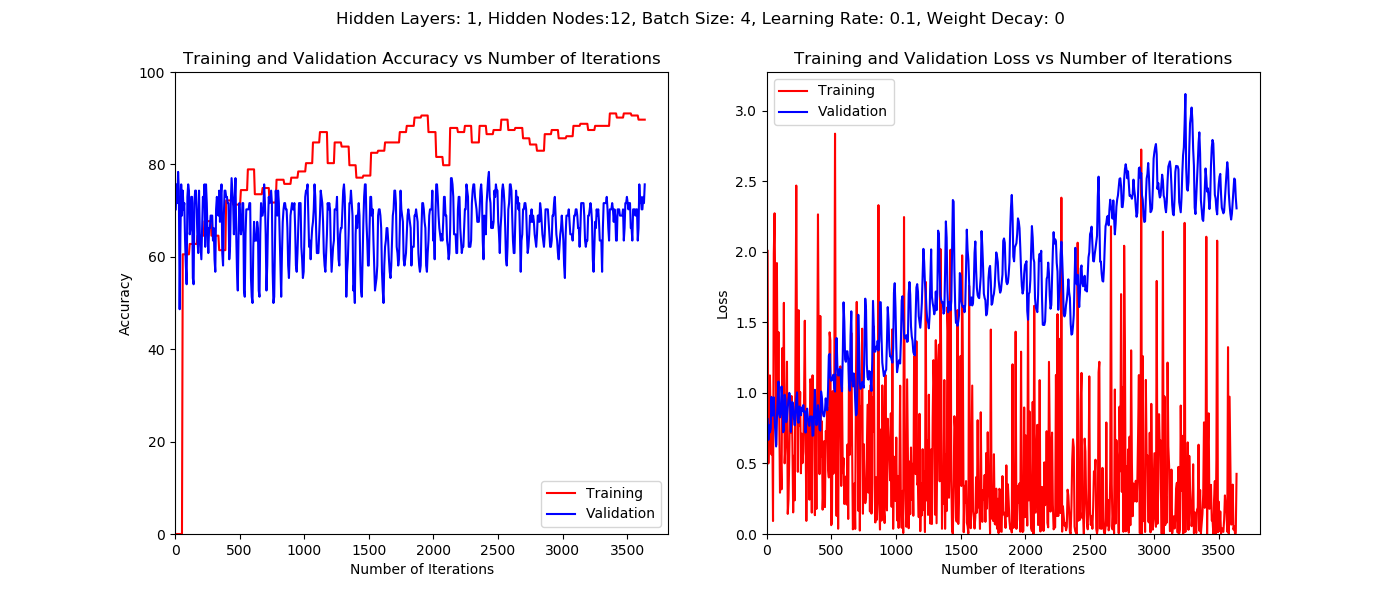 Hidden Layers: 1, Hidden Nodes:12, Batch Size: 4, Learning Rate: 0.1, Weight Decay: 0
Training and Validation Accuracy vs Number of Iterations
100
80
60
40
20
0
Accuracy
0 500 1000 1500 2000 2500 3000 3500
Number of Iterations
Training
Validation
Training and Validation Loss vs Number of Iterations
Training
Validation
3.0
2.5
2.0
1.5
1.0
0.5
0.0
Loss
0 500 1000 1500 2000 2500 3000 3500
Number of Iterations